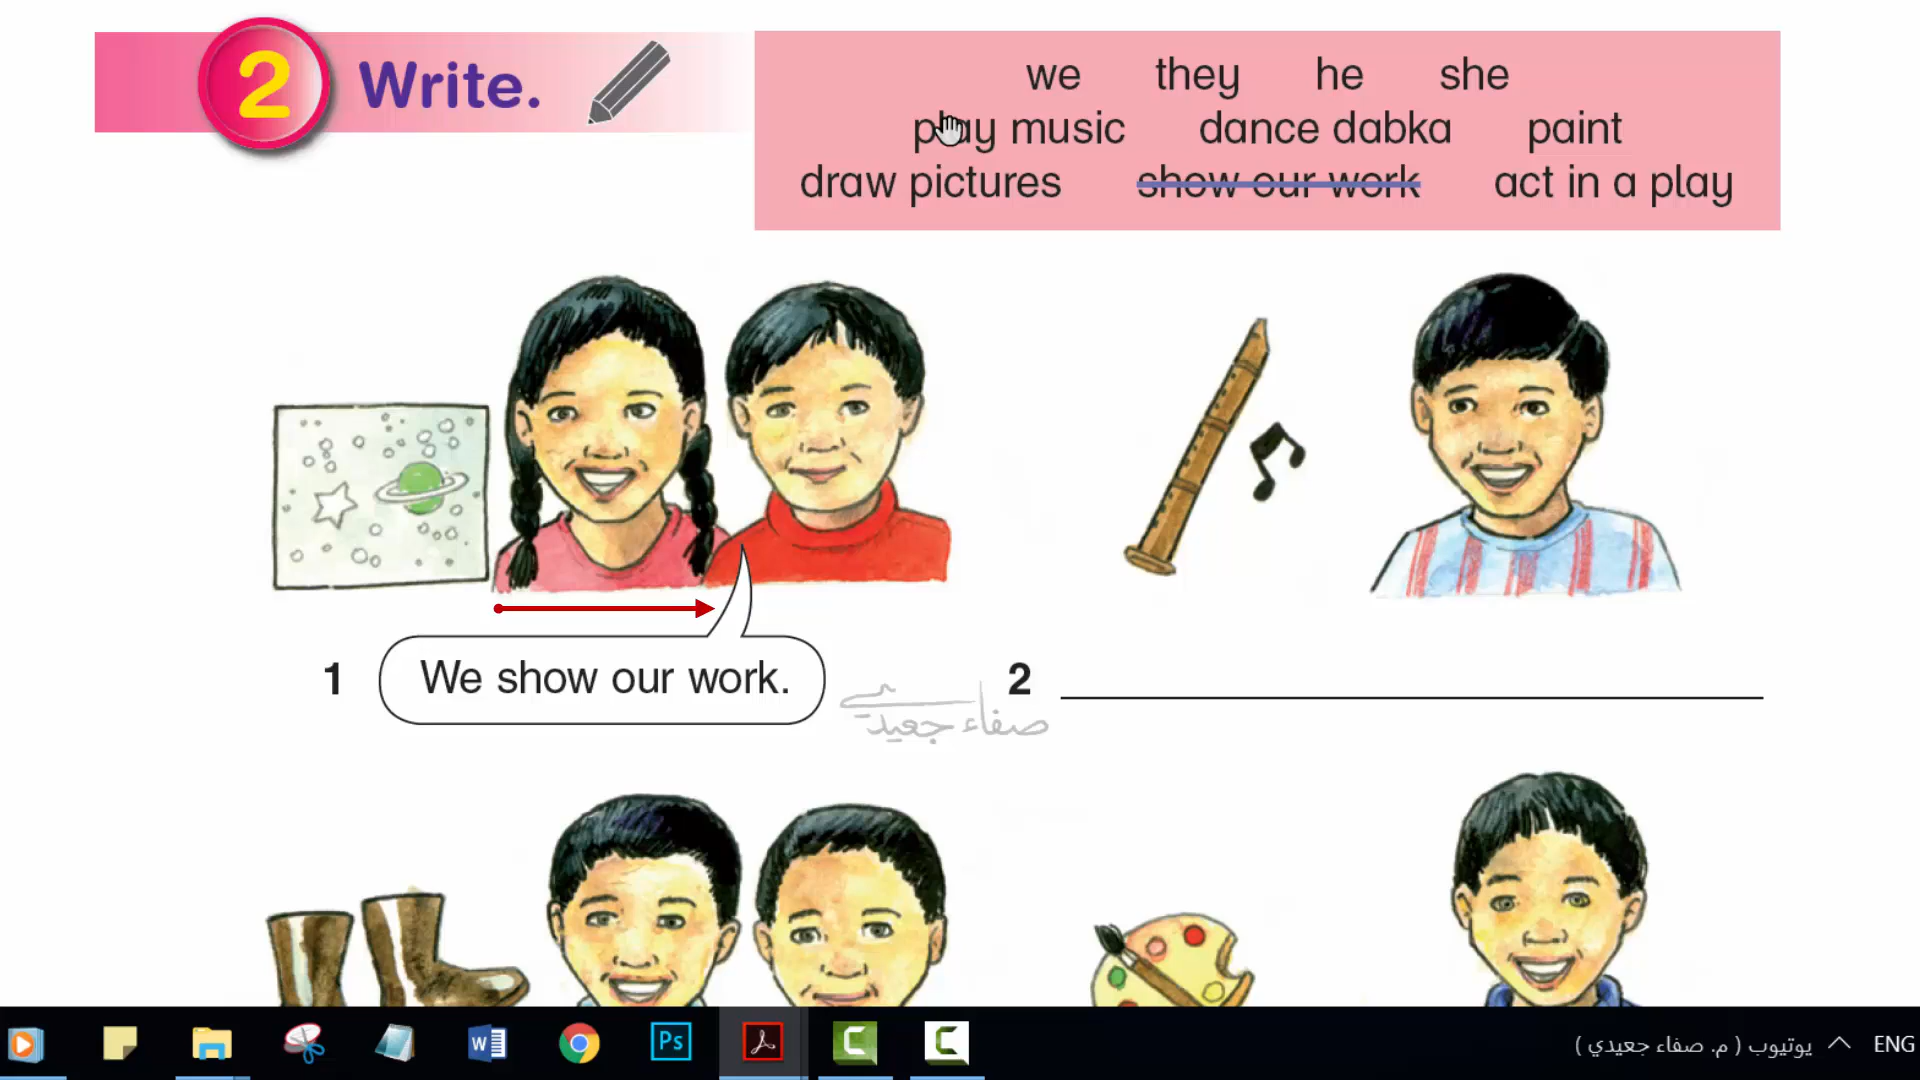 2 Write.
we they he she
play music dance dabka paint
draw pictures show our work act in a play
1 We show our work.
2
صفاء جعيدي
Ps
يوتيوب ( م. صفاء جعيدي )
ENG